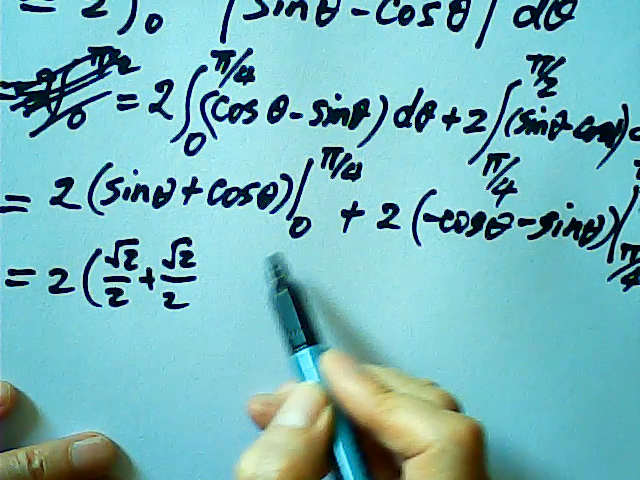 = 2 ∫₀ |sinθ - cosθ| dθ
= 2 ∫₀^(π/4) (cosθ - sinθ) dθ + 2 ∫_(π/4)^(π/2) (sinθ - cosθ) d
= 2 (sinθ + cosθ) |₀^(π/4) + 2 (-cosθ - sinθ) |_(π/4)
= 2 (√2/2 + √2/2